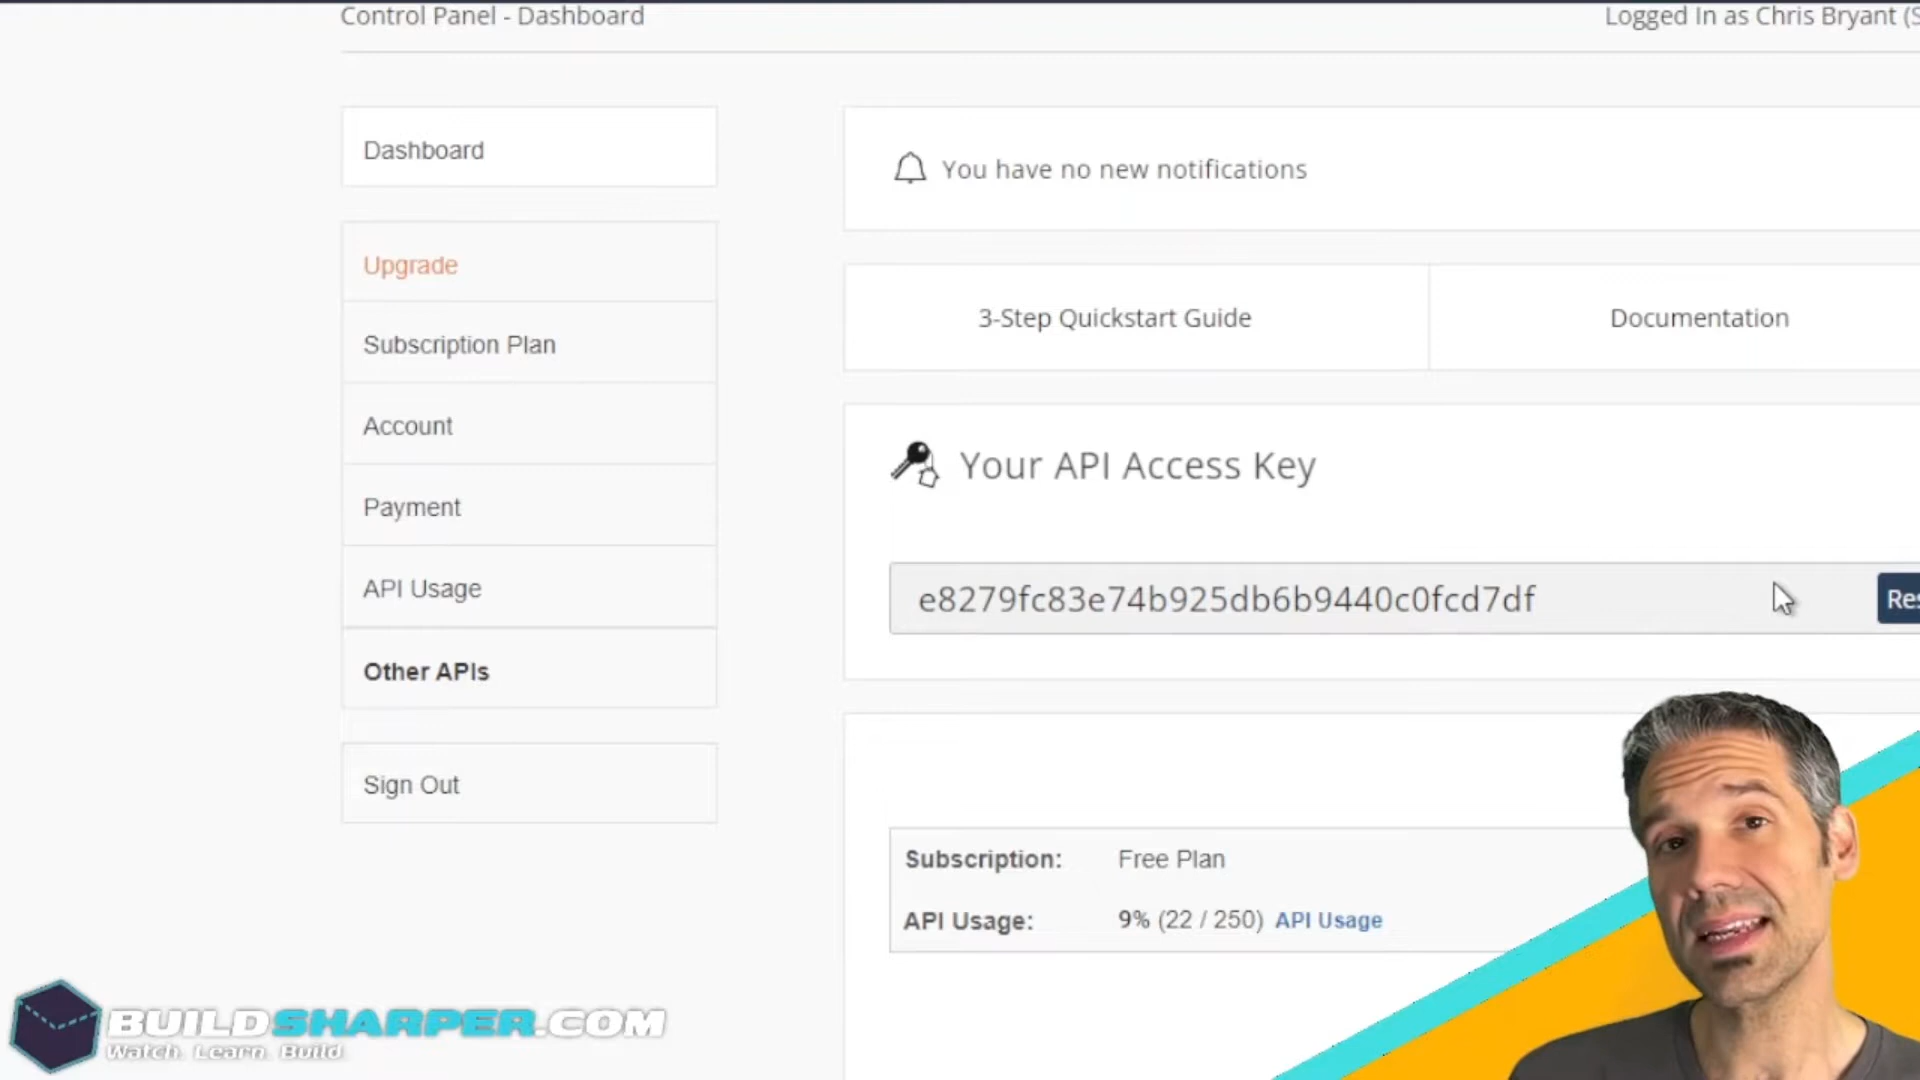 Control Panel - Dashboard
Logged In as Chris Bryant (S
Dashboard
You have no new notifications
Upgrade
3-Step Quickstart Guide
Documentation
Subscription Plan
Account
Your API Access Key
Payment
API Usage
e8279fc83e74b925db6b9440c0fcd7df
Res
Other APIs
Sign Out
Subscription: Free Plan
API Usage: 9% (22 / 250) API Usage
BUILDSHARPER.COM
Watch. Learn. Build